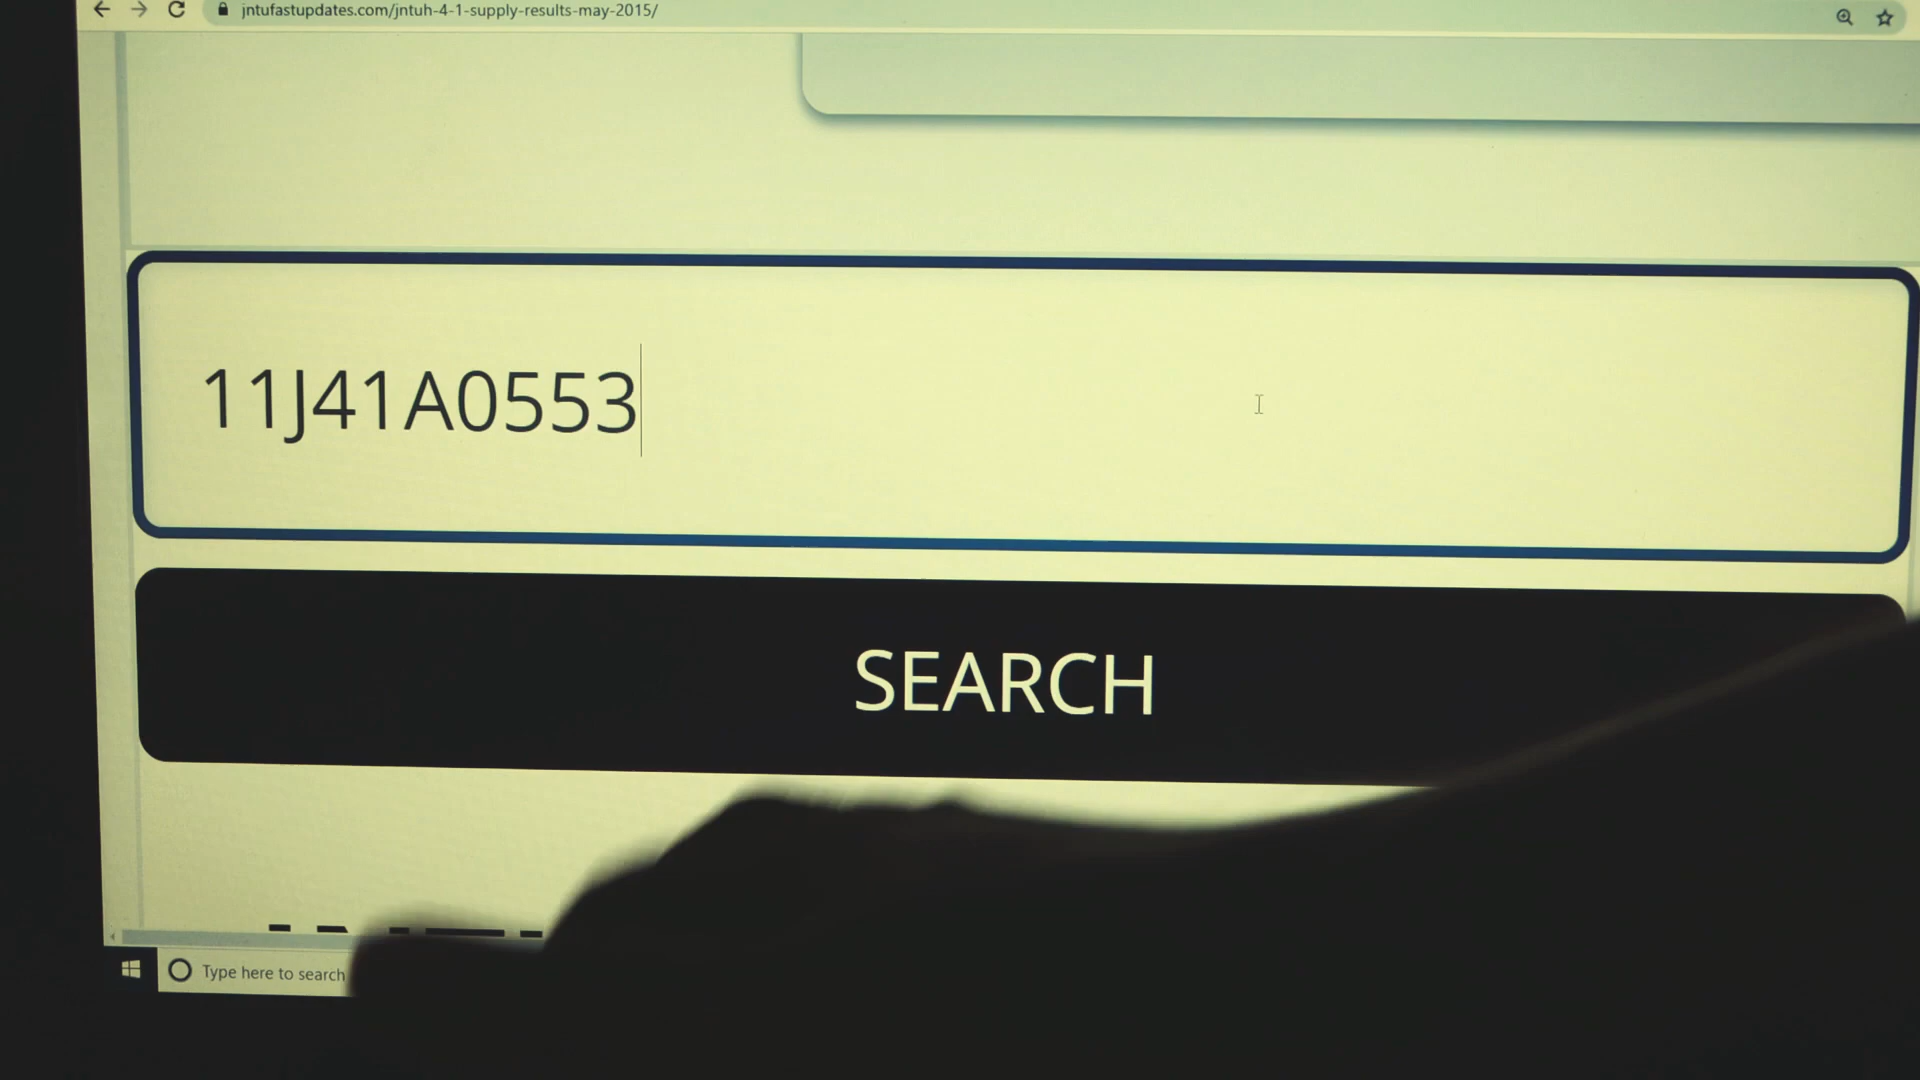 jntufastupdates.com/jntuh-4-1-supply-results-may-2015/
11J41A0553
SEARCH
Type here to search